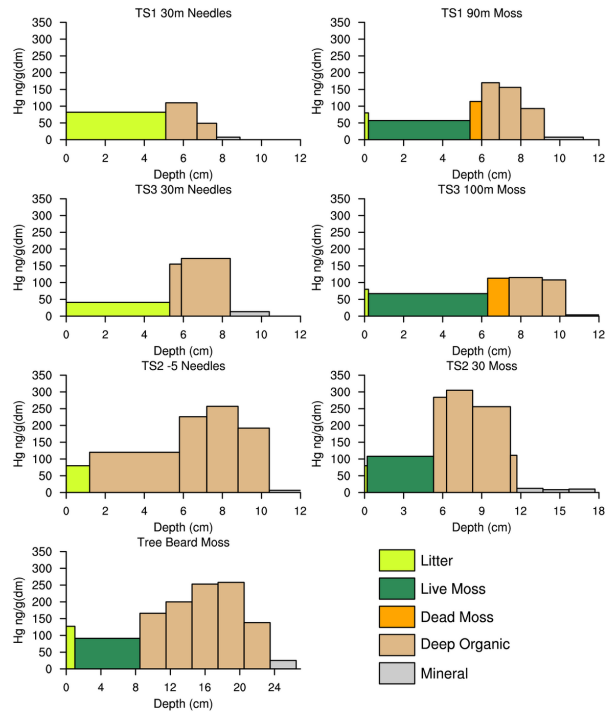 TS1 30m Needles
350
300
250
200
150
100
50
0
Hg ng/g(dm)
0 2 4 6 8 10 12
Depth (cm)
TS1 90m Moss
350
300
250
200
150
100
50
0
Hg ng/g(dm)
0 2 4 6 8 10 12
Depth (cm)
TS3 30m Needles
350
300
250
200
150
100
50
0
Hg ng/g(dm)
0 2 4 6 8 10 12
Depth (cm)
TS3 100m Moss
350
300
250
200
150
100
50
0
Hg ng/g(dm)
0 2 4 6 8 10 12
Depth (cm)
TS2 -5 Needles
350
300
250
200
150
100
50
0
Hg ng/g(dm)
0 2 4 6 8 10 12
Depth (cm)
TS2 30 Moss
350
300
250
200
150
100
50
0
Hg ng/g(dm)
0 3 6 9 12 15 18
Depth (cm)
Tree Beard Moss
350
300
250
200
150
100
50
0
Hg ng/g(dm)
0 4 8 12 16 20 24
Depth (cm)
Litter
Live Moss
Dead Moss
Deep Organic
Mineral